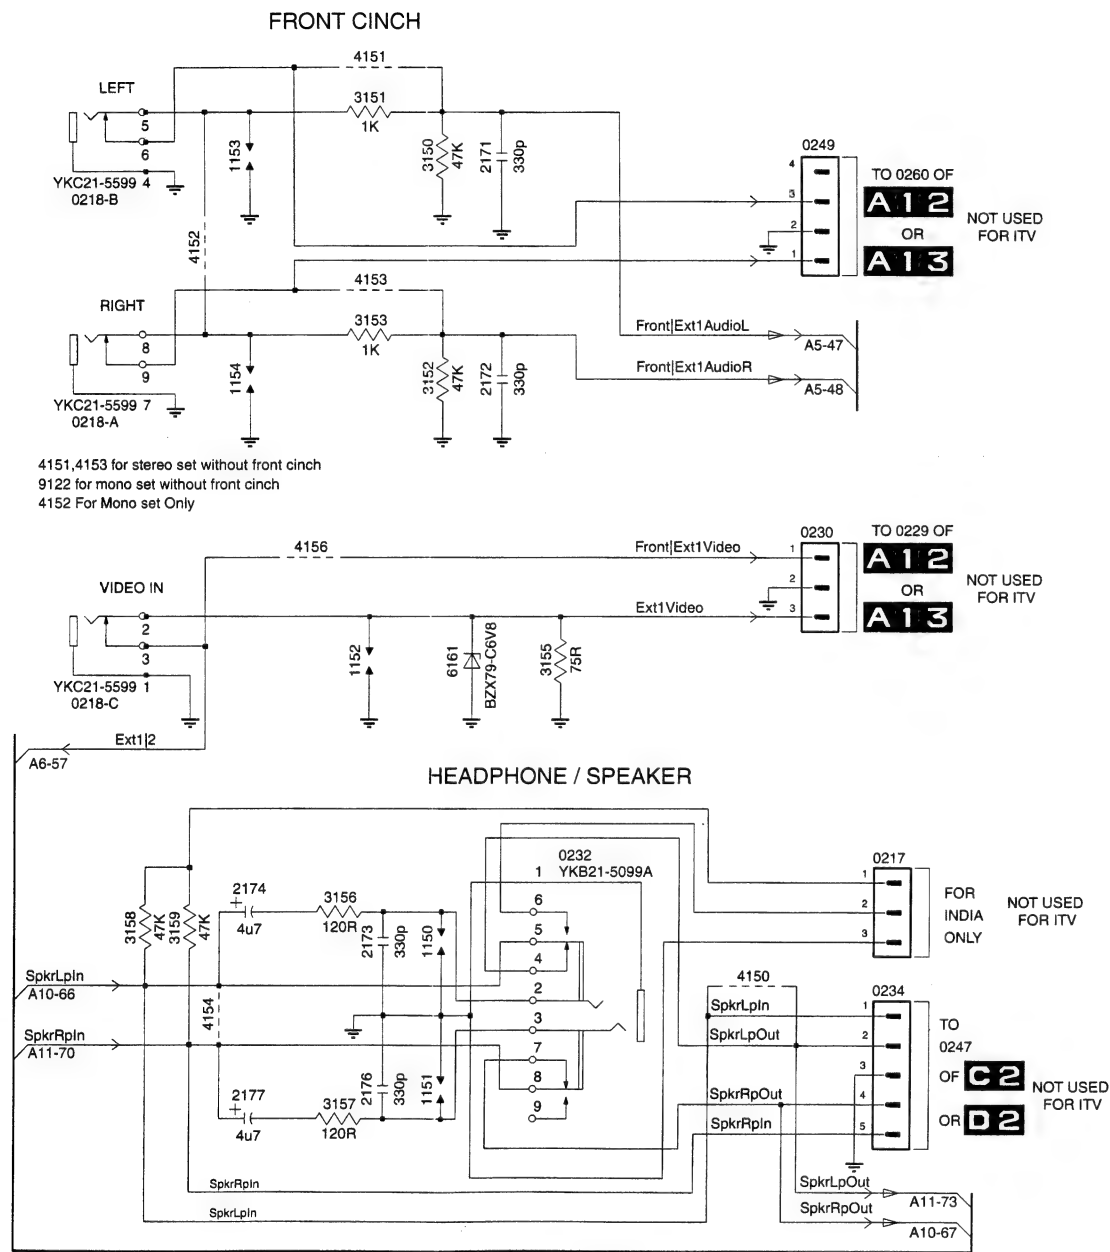 FRONT CINCH
4151
LEFT
3151
1K
5
6
1153
3150
47K
2171
330p
YKC21-5599 4
0218-B
4152
0249
4
3
2
1
TO 0260 OF
A12
OR
A13
NOT USED
FOR ITV
4153
RIGHT
3153
1K
8
9
1154
3152
47K
2172
330p
YKC21-5599 7
0218-A
Front|Ext1AudioL
A5-47
Front|Ext1AudioR
A5-48
4151,4153 for stereo set without front cinch
9122 for mono set without front cinch
4152 For Mono set Only
4156
Front|Ext1Video
0230
1
2
3
TO 0229 OF
A12
OR
A13
NOT USED
FOR ITV
VIDEO IN
2
3
Ext1Video
1152
6161
BZX79-C6V8
3155
75R
YKC21-5599 1
0218-C
Ext1|2
A6-57
HEADPHONE / SPEAKER
0232
YKB21-5099A
1
6
5
4
2
3
7
8
9
0217
1
2
3
FOR
INDIA
ONLY
NOT USED
FOR ITV
3158
47K
3159
47K
+
2174
4u7
3156
120R
2173
330p
1150
SpkrLpIn
A10-66
4154
SpkrRpIn
A11-70
+
2177
4u7
3157
120R
2176
330p
1151
4150
0234
SpkrLpIn
1
SpkrLpOut
2
3
SpkrRpOut
4
SpkrRpIn
5
TO
0247
OF C2
OR D2
NOT USED
FOR ITV
SpkrRpIn
SpkrLpIn
SpkrLpOut
A11-73
SpkrRpOut
A10-67